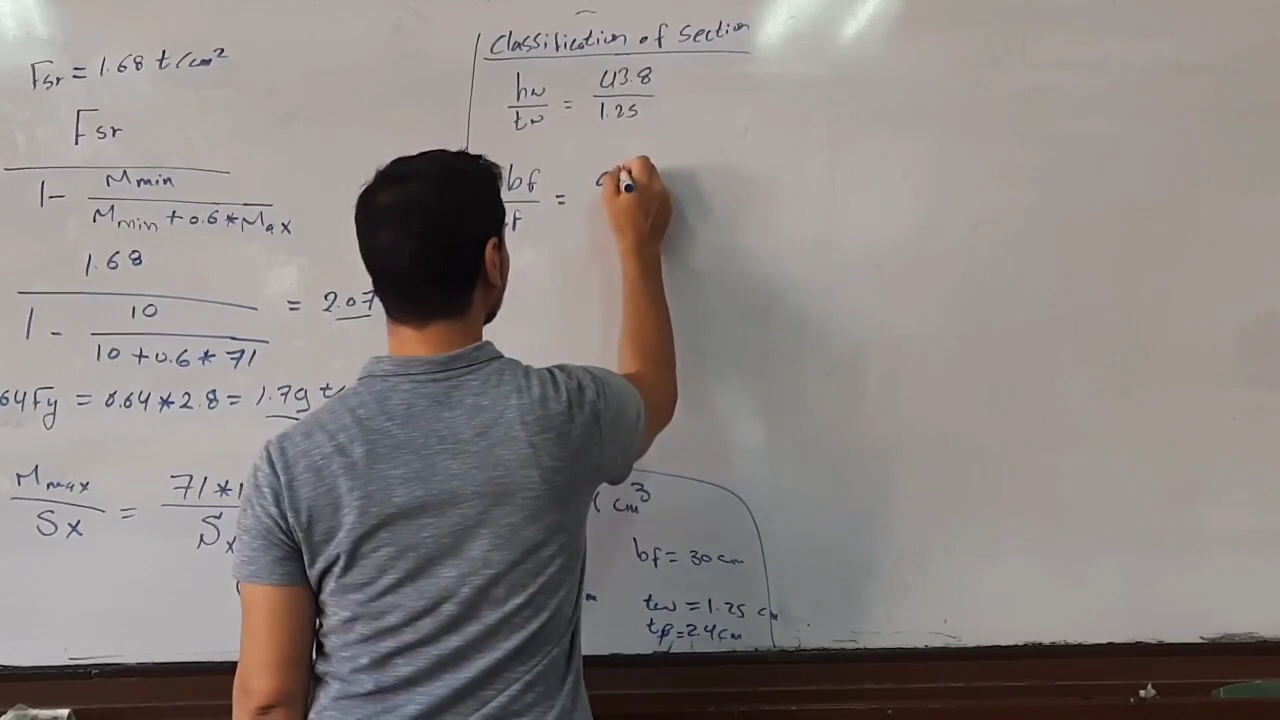 Fsr = 1.68 t/cm²
Fsr
1 - Mmin
Mmin + 0.6 * Max
1.68
1 - 10
10 + 0.6 * 71
= 2.07
64Fy = 0.64 * 2.8 = 1.79 t
Mmax
Sx
= 71 * 1
Sx
Classification of Section
hw
tw
= 43.8
1.25
bf
f
=
cm³
bf = 30 cm
tw = 1.25 cm
tf = 2.4 cm